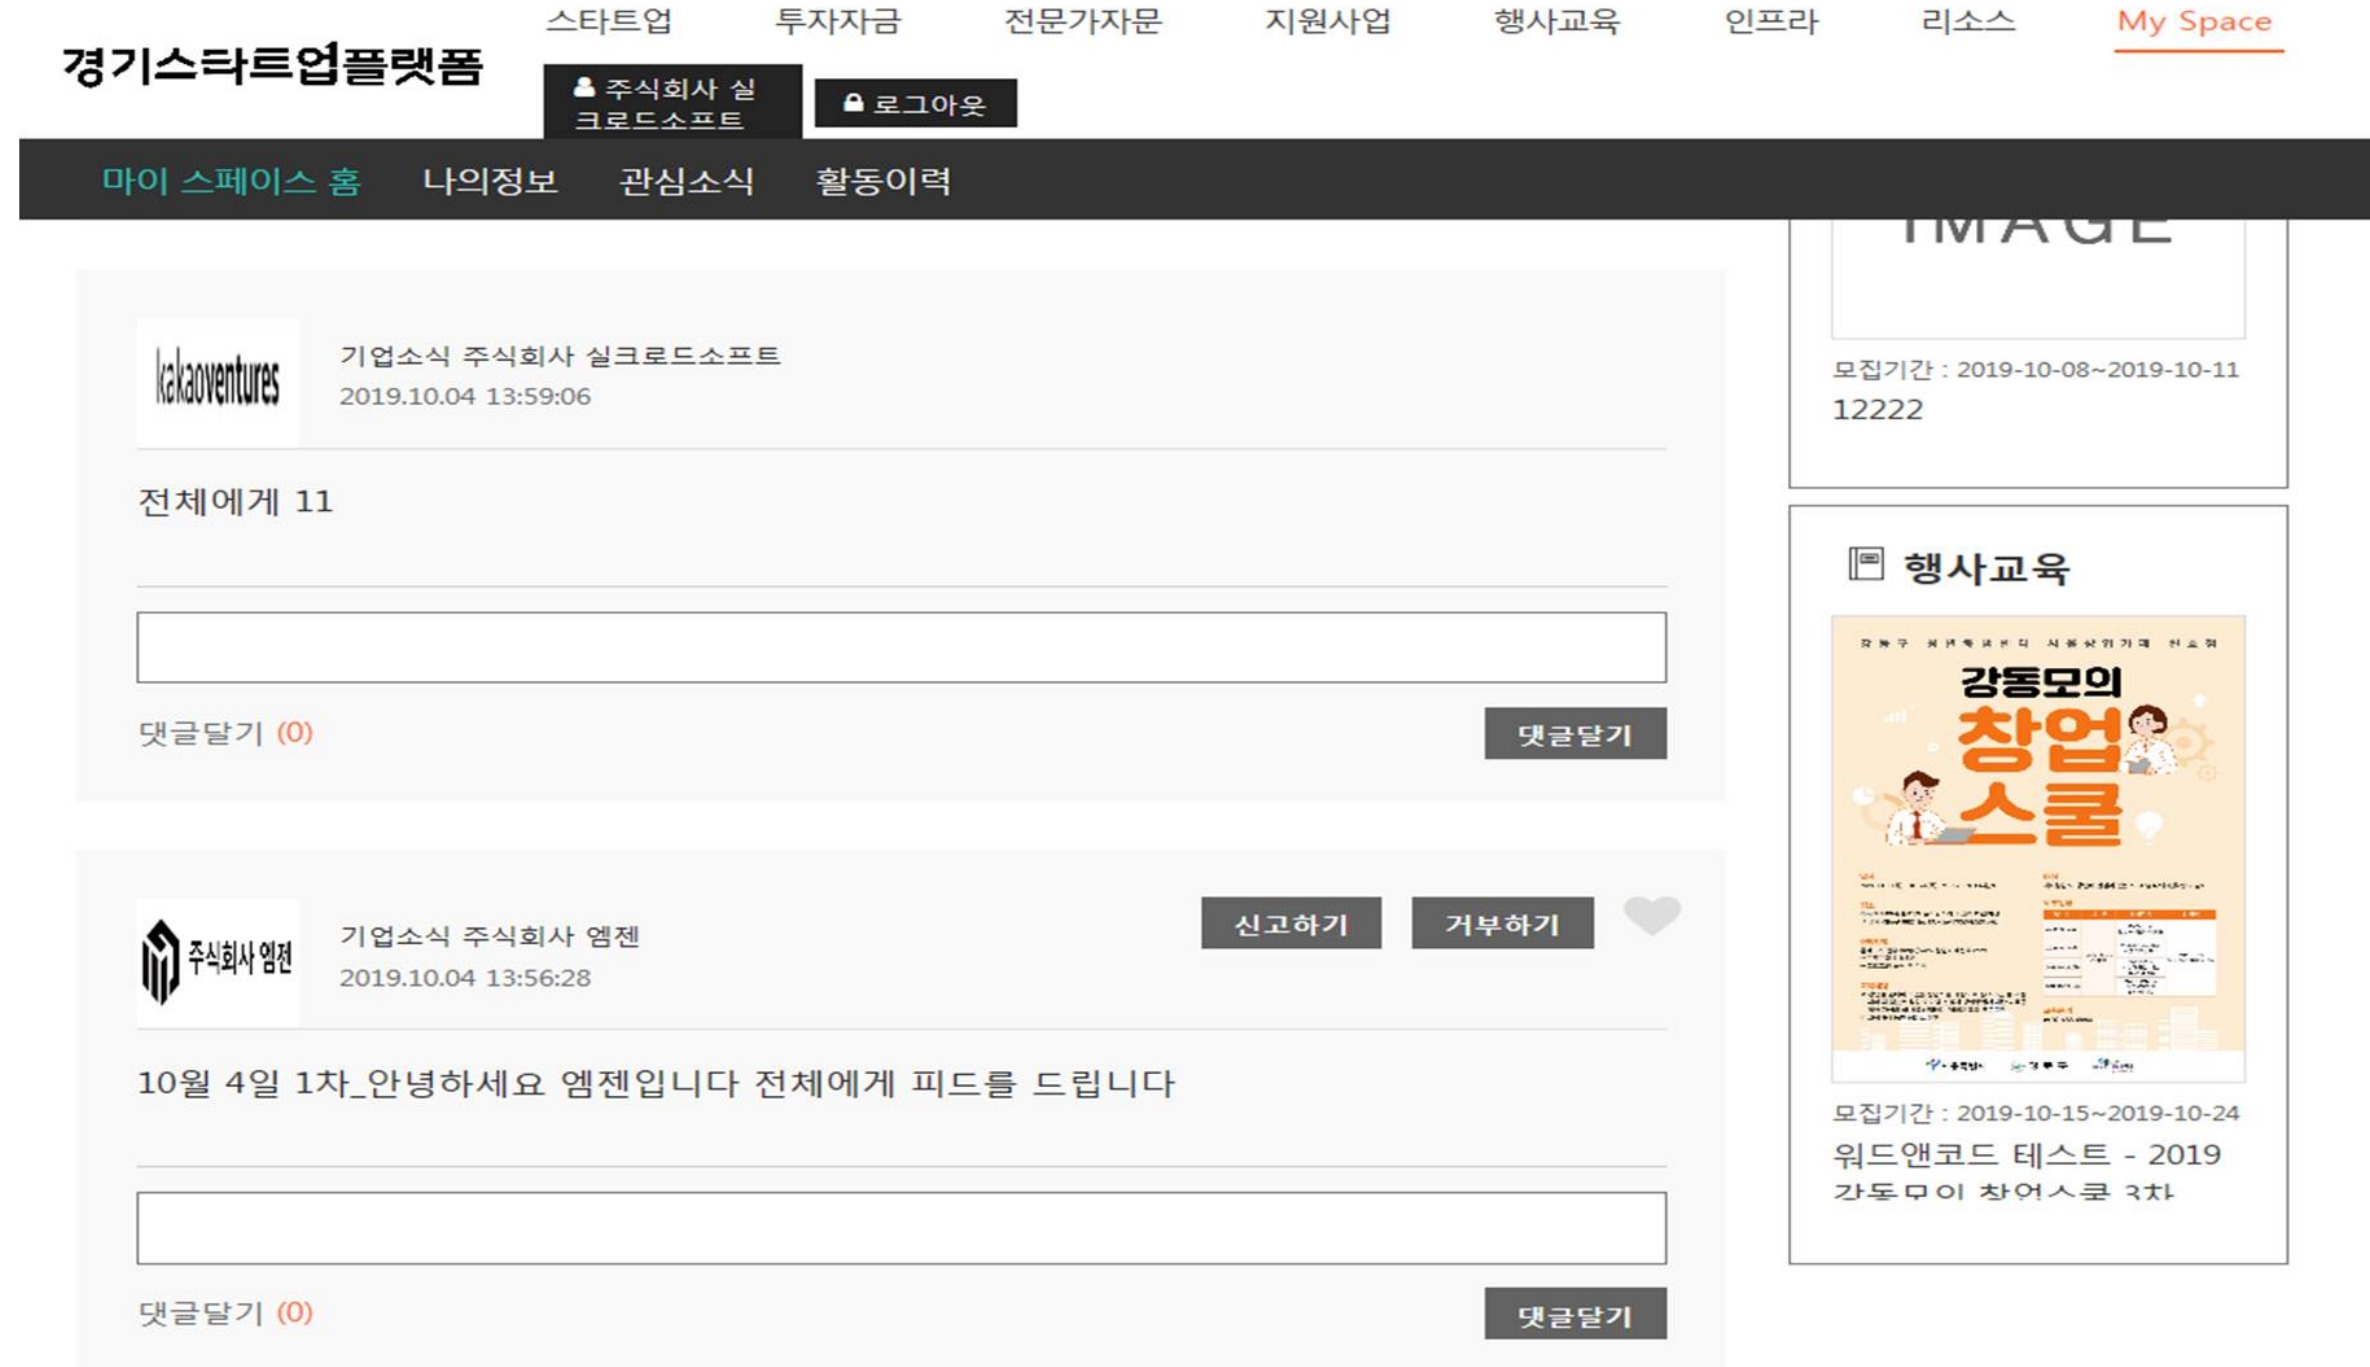 스타트업 투자자금 전문가자문 지원사업 행사교육 인프라 리소스 My Space
경기스타트업플랫폼
주식회사 실
크로드소프트
로그아웃
마이 스페이스 홈 나의정보 관심소식 활동이력
IMAGE
모집기간 : 2019-10-08~2019-10-11
12222
kakaoventures
기업소식 주식회사 실크로드소프트
2019.10.04 13:59:06
전체에게 11
댓글달기 (0)
댓글달기
주식회사 엠젠
기업소식 주식회사 엠젠
2019.10.04 13:56:28
신고하기
거부하기
10월 4일 1차_안녕하세요 엠젠입니다 전체에게 피드를 드립니다
댓글달기 (0)
댓글달기
행사교육
강동모의
창업
스쿨
모집기간 : 2019-10-15~2019-10-24
워드앤코드 테스트 - 2019
강동모의 창업스쿨 3차